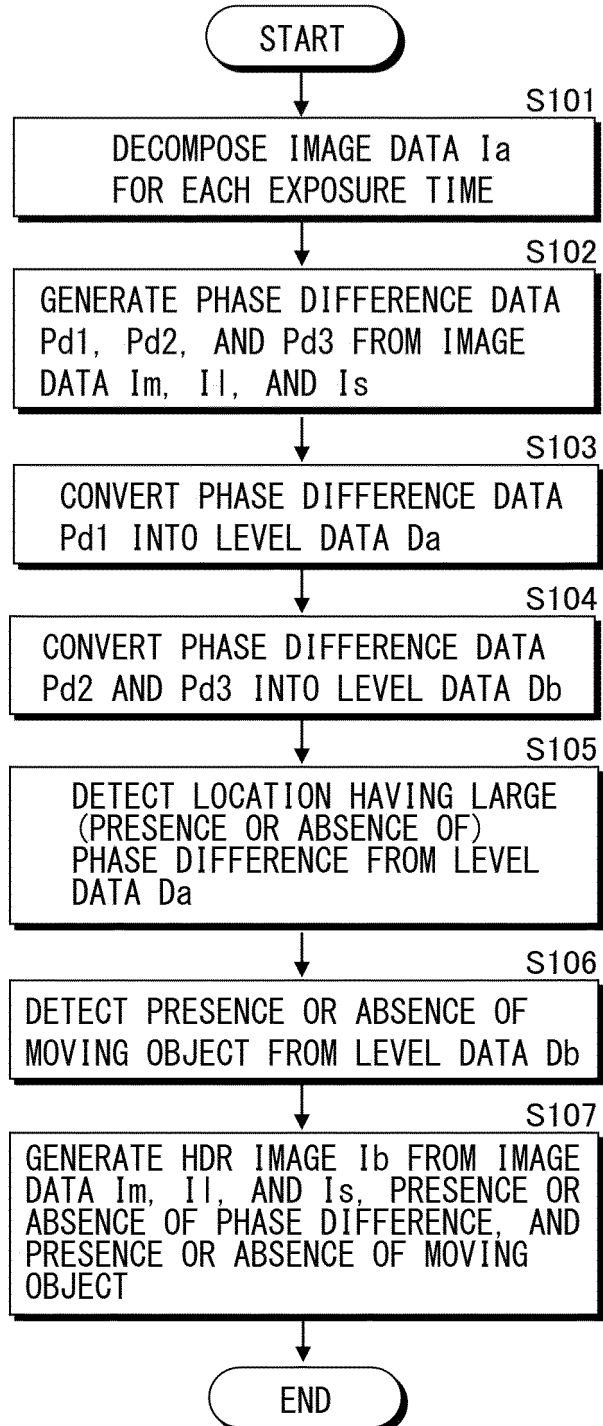 START
S101
DECOMPOSE IMAGE DATA Ia
FOR EACH EXPOSURE TIME
S102
GENERATE PHASE DIFFERENCE DATA
Pd1, Pd2, AND Pd3 FROM IMAGE
DATA Im, Il, AND Is
S103
CONVERT PHASE DIFFERENCE DATA
Pd1 INTO LEVEL DATA Da
S104
CONVERT PHASE DIFFERENCE DATA
Pd2 AND Pd3 INTO LEVEL DATA Db
S105
DETECT LOCATION HAVING LARGE
(PRESENCE OR ABSENCE OF)
PHASE DIFFERENCE FROM LEVEL
DATA Da
S106
DETECT PRESENCE OR ABSENCE OF
MOVING OBJECT FROM LEVEL DATA Db
S107
GENERATE HDR IMAGE Ib FROM IMAGE
DATA Im, Il, AND Is, PRESENCE OR
ABSENCE OF PHASE DIFFERENCE, AND
PRESENCE OR ABSENCE OF MOVING
OBJECT
END